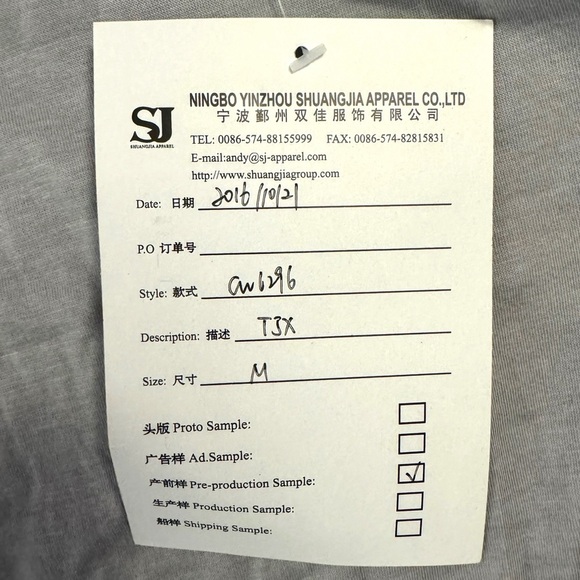 SJ
SHUANGJIA APPAREL
NINGBO YINZHOU SHUANGJIA APPAREL CO.,LTD
宁波鄞州双佳服饰有限公司
TEL: 0086-574-88155999 FAX: 0086-574-82815831
E-mail:andy@sj-apparel.com
http://www.shuangjiagroup.com
Date: 日期 2016/10/21
P.O 订单号
Style: 款式 CW6296
Description: 描述 T3X
Size: 尺寸 M
头版 Proto Sample:
广告样 Ad.Sample:
产前样 Pre-production Sample: ✓
生产样 Production Sample:
船样 Shipping Sample: